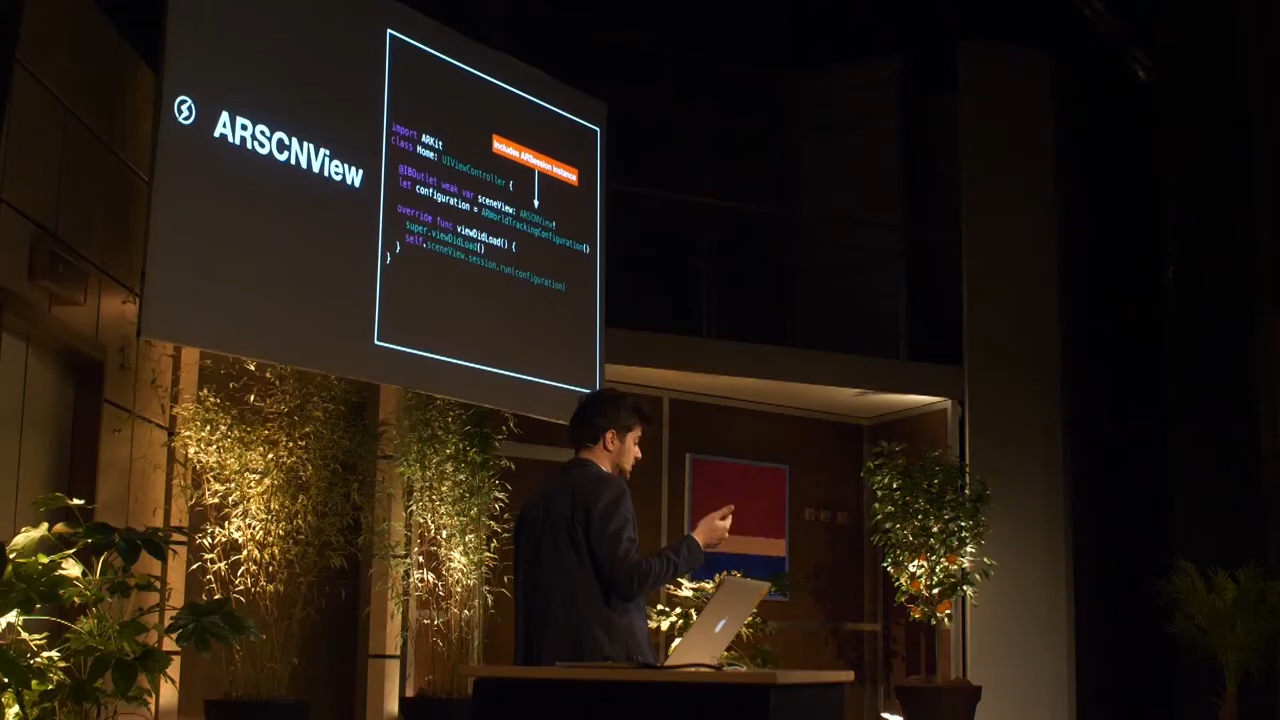 ARSCNView
import ARKit
class Mome: UIViewController {
Includes ARSession instance
@IBOutlet weak var sceneView: ARSCNView!
let configuration = ARWorldTrackingConfiguration()
override func viewDidLoad() {
super.viewDidLoad()
self.sceneView.session.run(configuration)
}
}